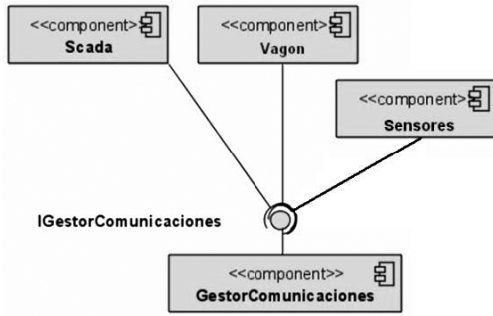 <<component>>
Scada
<<component>>
Vagon
<<component>>
Sensores
IGestorComunicaciones
<<component>>
GestorComunicaciones